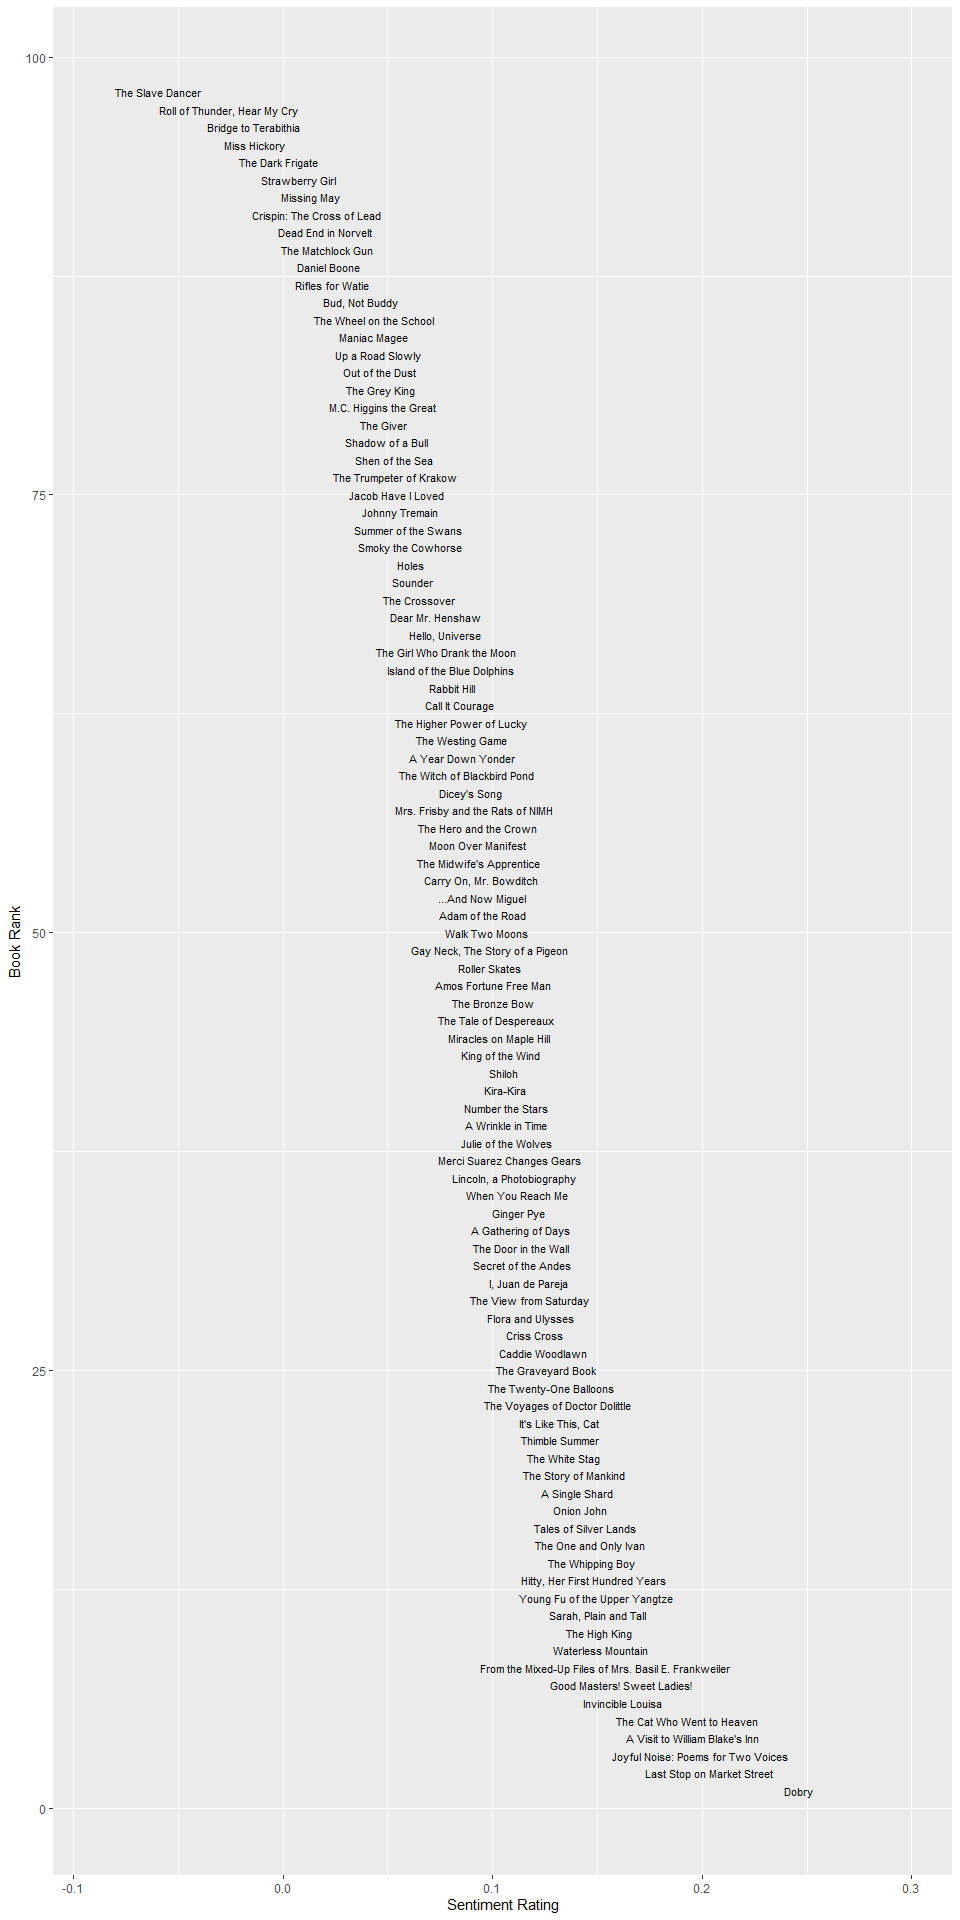 100
The Slave Dancer
Roll of Thunder, Hear My Cry
Bridge to Terabithia
Miss Hickory
The Dark Frigate
Strawberry Girl
Missing May
Crispin: The Cross of Lead
Dead End in Norvelt
The Matchlock Gun
Daniel Boone
Rifles for Watie
Bud, Not Buddy
The Wheel on the School
Maniac Magee
Up a Road Slowly
Out of the Dust
The Grey King
M.C. Higgins the Great
The Giver
Shadow of a Bull
Shen of the Sea
The Trumpeter of Krakow
75
Jacob Have I Loved
Johnny Tremain
Summer of the Swans
Smoky the Cowhorse
Holes
Sounder
The Crossover
Dear Mr. Henshaw
Hello, Universe
The Girl Who Drank the Moon
Island of the Blue Dolphins
Rabbit Hill
Call It Courage
The Higher Power of Lucky
The Westing Game
A Year Down Yonder
The Witch of Blackbird Pond
Dicey's Song
Mrs. Frisby and the Rats of NIMH
The Hero and the Crown
Moon Over Manifest
The Midwife's Apprentice
Carry On, Mr. Bowditch
...And Now Miguel
Adam of the Road
Book Rank
50
Walk Two Moons
Gay Neck, The Story of a Pigeon
Roller Skates
Amos Fortune Free Man
The Bronze Bow
The Tale of Despereaux
Miracles on Maple Hill
King of the Wind
Shiloh
Kira-Kira
Number the Stars
A Wrinkle in Time
Julie of the Wolves
Merci Suarez Changes Gears
Lincoln, a Photobiography
When You Reach Me
Ginger Pye
A Gathering of Days
The Door in the Wall
Secret of the Andes
I, Juan de Pareja
The View from Saturday
Flora and Ulysses
Criss Cross
Caddie Woodlawn
25
The Graveyard Book
The Twenty-One Balloons
The Voyages of Doctor Dolittle
It's Like This, Cat
Thimble Summer
The White Stag
The Story of Mankind
A Single Shard
Onion John
Tales of Silver Lands
The One and Only Ivan
The Whipping Boy
Hitty, Her First Hundred Years
Young Fu of the Upper Yangtze
Sarah, Plain and Tall
The High King
Waterless Mountain
From the Mixed-Up Files of Mrs. Basil E. Frankweiler
Good Masters! Sweet Ladies!
Invincible Louisa
The Cat Who Went to Heaven
A Visit to William Blake's Inn
Joyful Noise: Poems for Two Voices
Last Stop on Market Street
Dobry
0
-0.1 0.0 0.1 0.2 0.3
Sentiment Rating